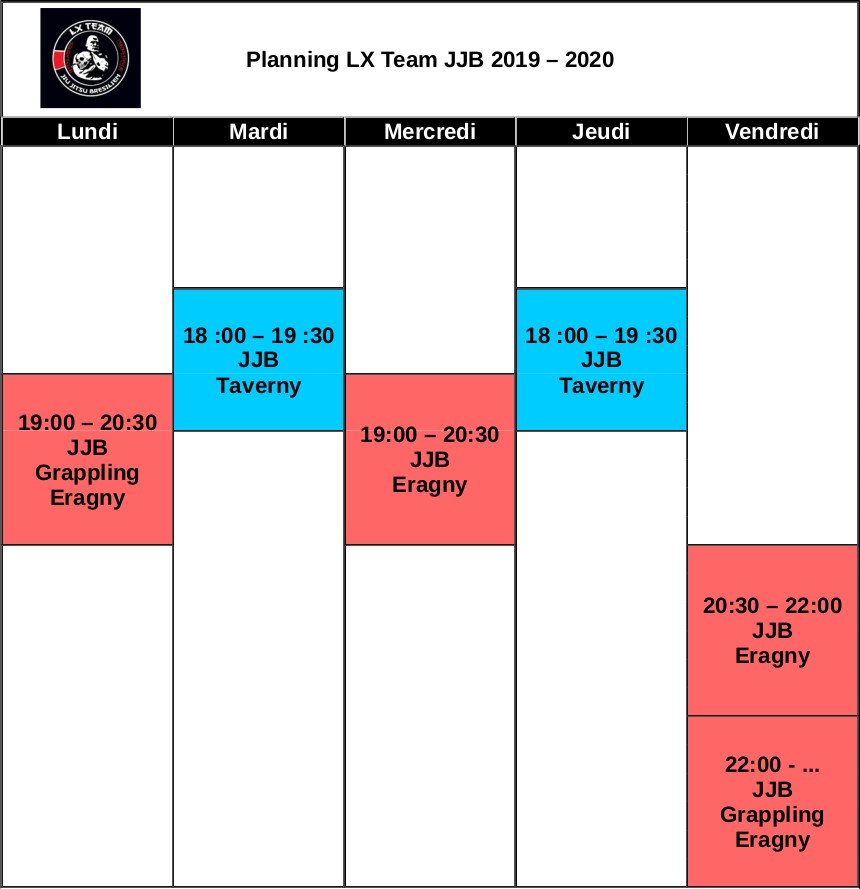 LX TEAM
JIU JITSU BRESILIEN
Planning LX Team JJB 2019 – 2020
Lundi
Mardi
Mercredi
Jeudi
Vendredi
18 :00 – 19 :30
JJB
Taverny
18 :00 – 19 :30
JJB
Taverny
19:00 – 20:30
JJB
Grappling
Eragny
19:00 – 20:30
JJB
Eragny
20:30 – 22:00
JJB
Eragny
22:00 - ...
JJB
Grappling
Eragny